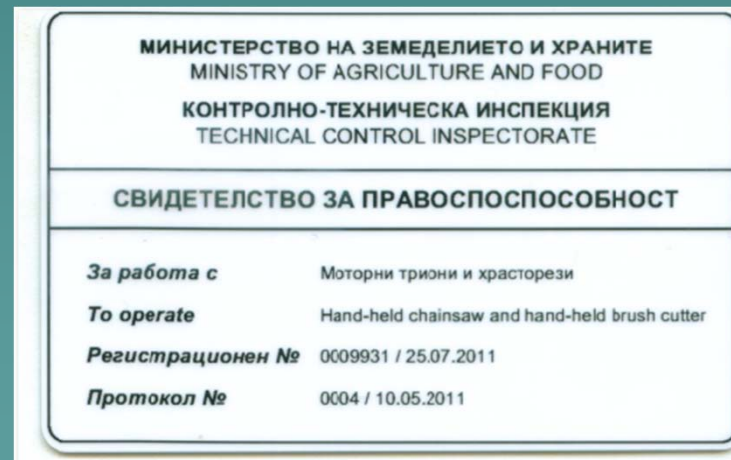 МИНИСТЕРСТВО НА ЗЕМЕДЕЛИЕТО И ХРАНИТЕ
MINISTRY OF AGRICULTURE AND FOOD
КОНТРОЛНО-ТЕХНИЧЕСКА ИНСПЕКЦИЯ
TECHNICAL CONTROL INSPECTORATE
СВИДЕТЕЛСТВО ЗА ПРАВОСПОСПОСОБНОСТ
За работа с Моторни триони и храсторези
To operate Hand-held chainsaw and hand-held brush cutter
Регистрационен № 0009931 / 25.07.2011
Протокол № 0004 / 10.05.2011